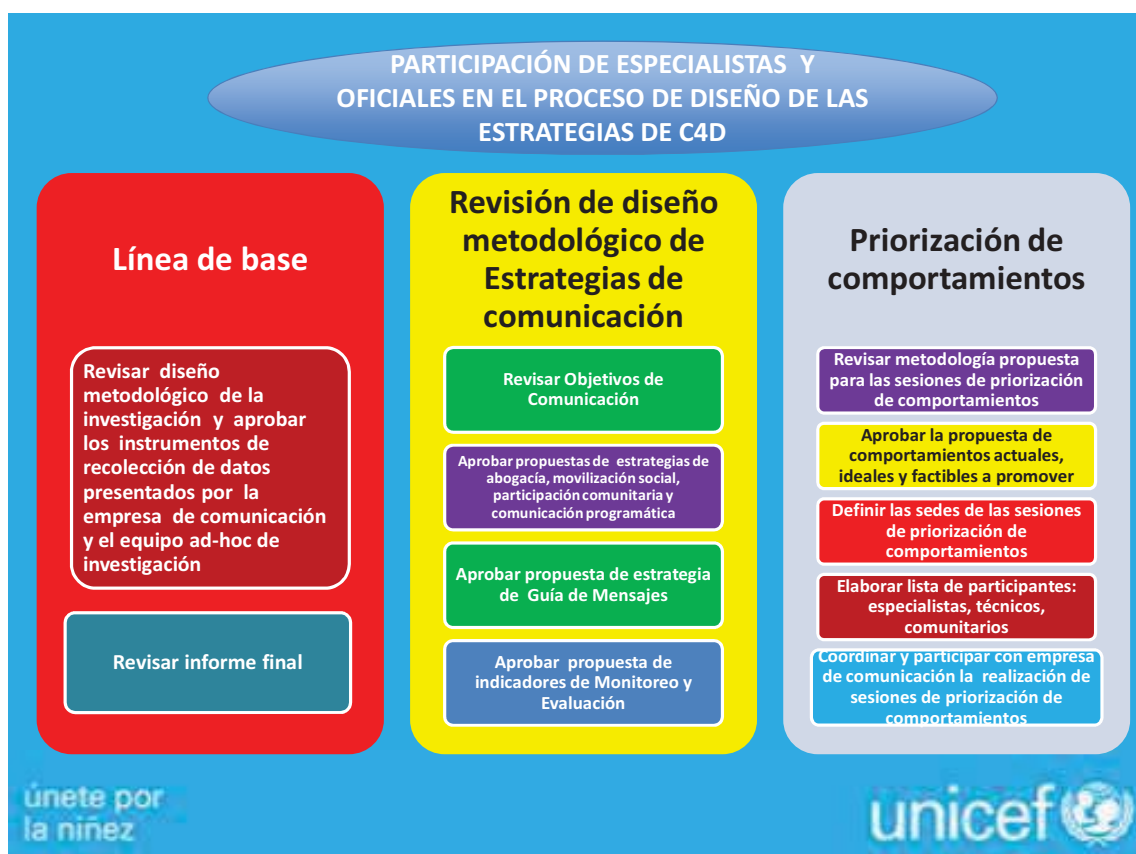 PARTICIPACIÓN DE ESPECIALISTAS Y
OFICIALES EN EL PROCESO DE DISEÑO DE LAS
ESTRATEGIAS DE C4D
Línea de base
Revisar diseño
metodológico de la
investigación y aprobar
los instrumentos de
recolección de datos
presentados por la
empresa de comunicación
y el equipo ad-hoc de
investigación
Revisar informe final
Revisión de diseño
metodológico de
Estrategias de
comunicación
Revisar Objetivos de
Comunicación
Aprobar propuestas de estrategias de
abogacía, movilización social,
participación comunitaria y
comunicación programática
Aprobar propuesta de estrategia
de Guía de Mensajes
Aprobar propuesta de
indicadores de Monitoreo y
Evaluación
Priorización de
comportamientos
Revisar metodología propuesta
para las sesiones de priorización
de comportamientos
Aprobar la propuesta de
comportamientos actuales,
ideales y factibles a promover
Definir las sedes de las sesiones
de priorización de
comportamientos
Elaborar lista de participantes:
especialistas, técnicos,
comunitarios
Coordinar y participar con empresa
de comunicación la realización de
sesiones de priorización de
comportamientos
únete por
la niñez
unicef